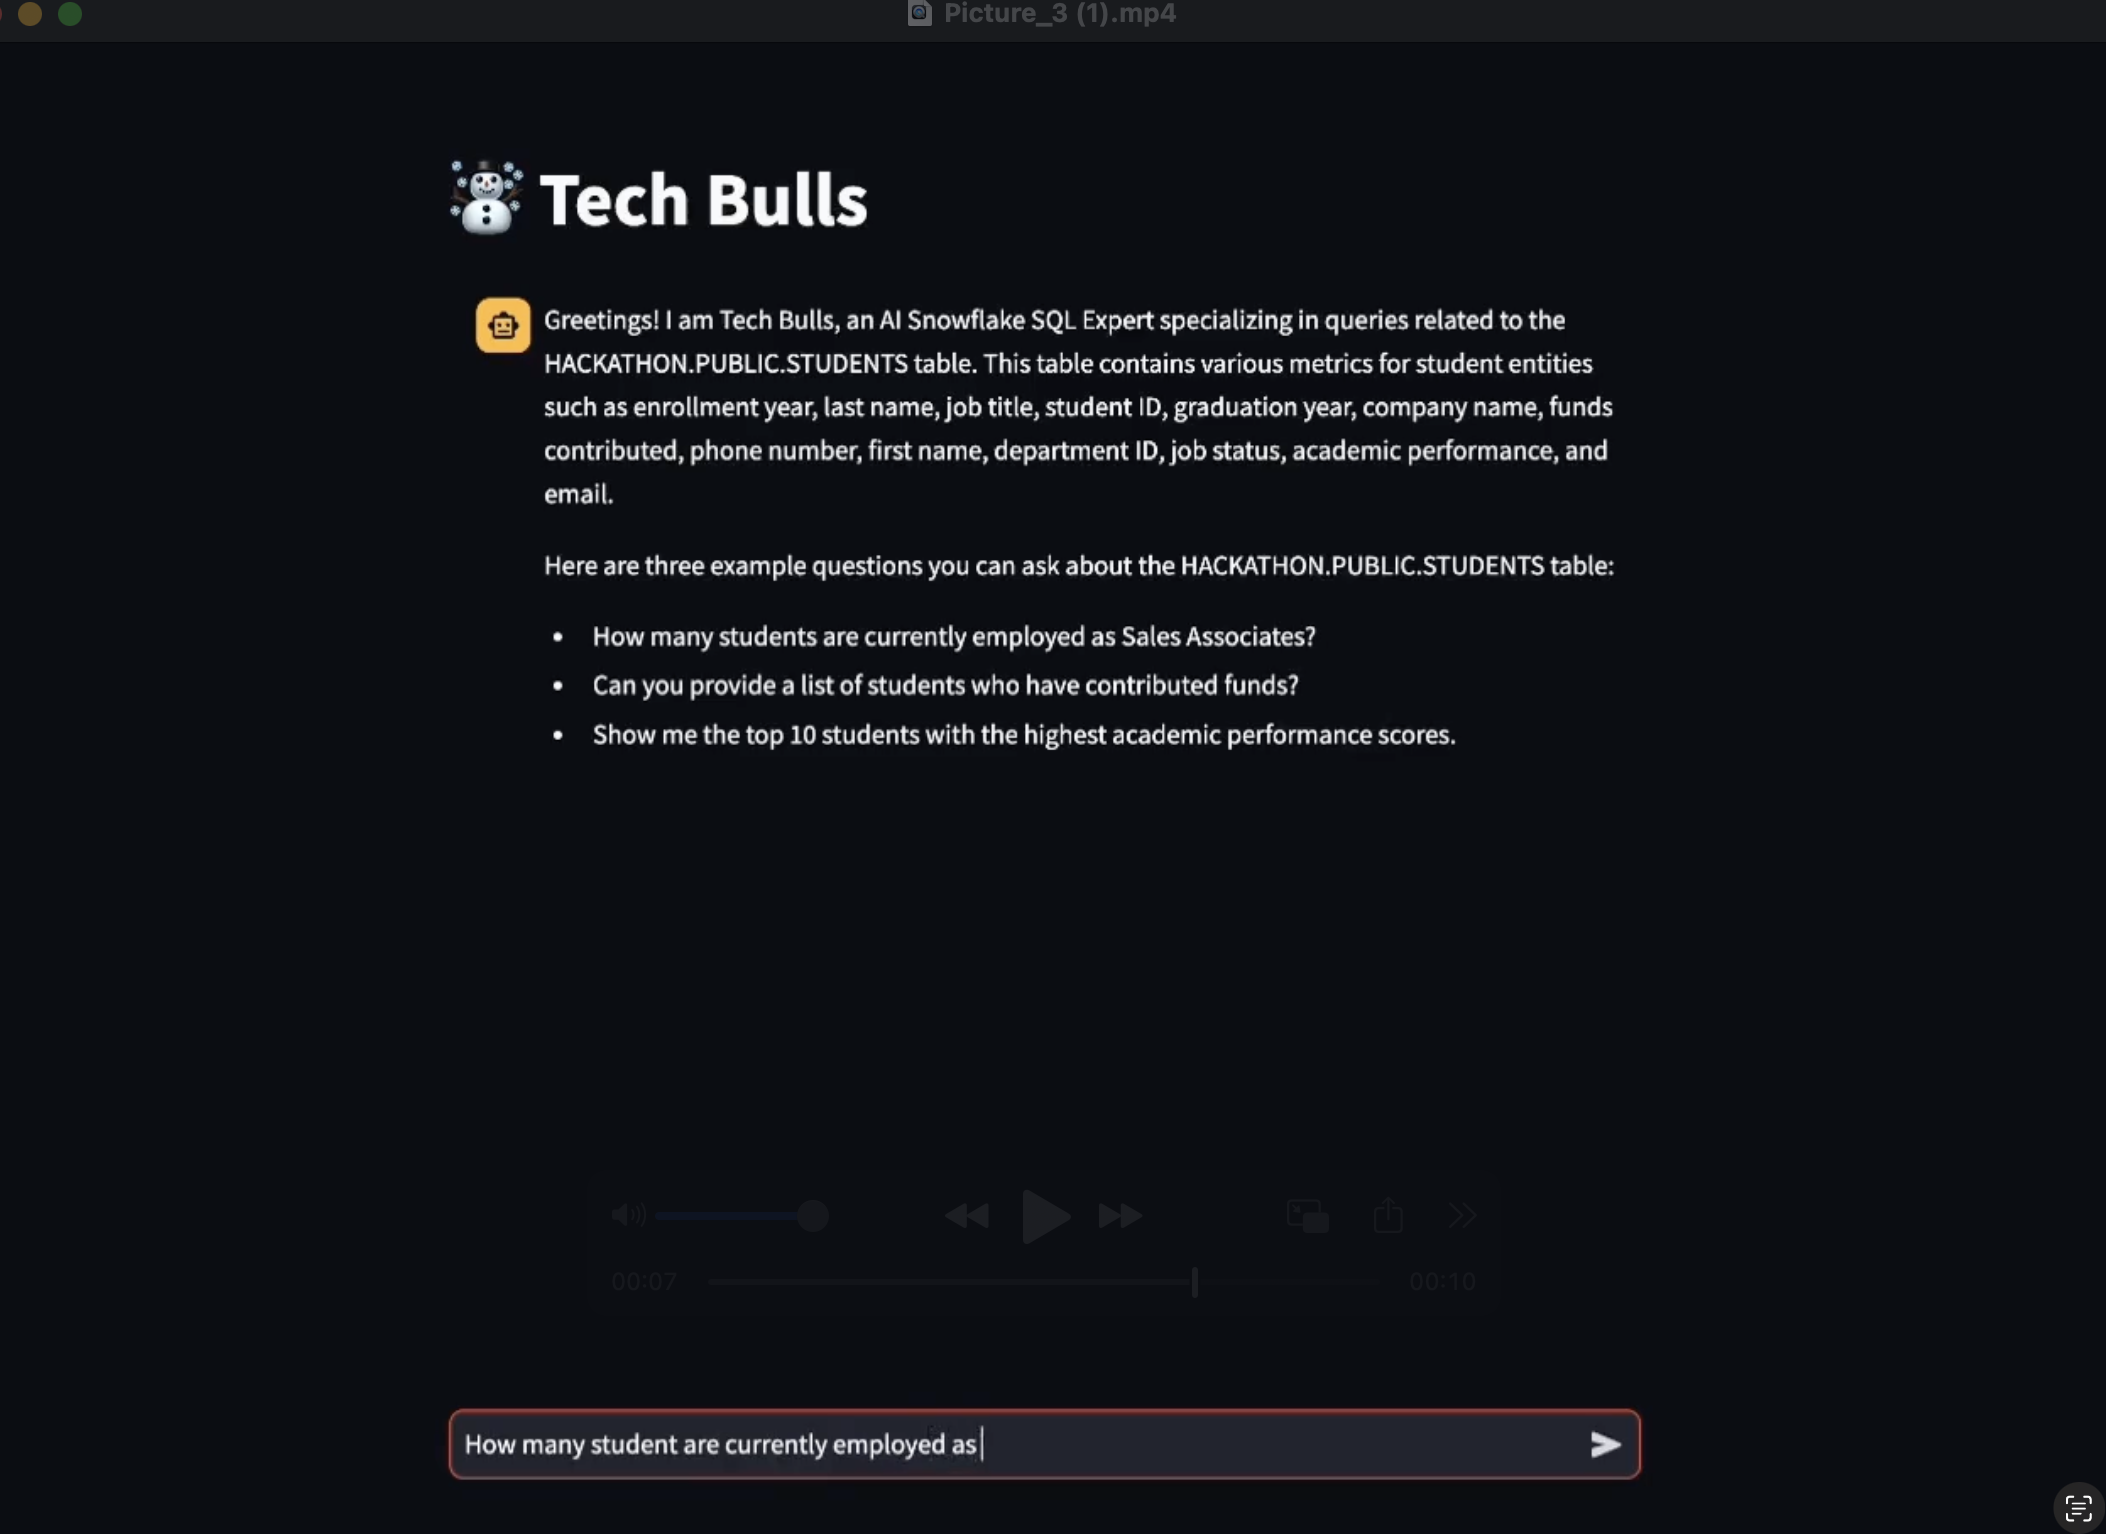 Picture_3 (1).mp4
Tech Bulls
Greetings! I am Tech Bulls, an AI Snowflake SQL Expert specializing in queries related to the
HACKATHON.PUBLIC.STUDENTS table. This table contains various metrics for student entities
such as enrollment year, last name, job title, student ID, graduation year, company name, funds
contributed, phone number, first name, department ID, job status, academic performance, and
email.
Here are three example questions you can ask about the HACKATHON.PUBLIC.STUDENTS table:
• How many students are currently employed as Sales Associates?
• Can you provide a list of students who have contributed funds?
• Show me the top 10 students with the highest academic performance scores.
00:07 00:10
How many student are currently employed as